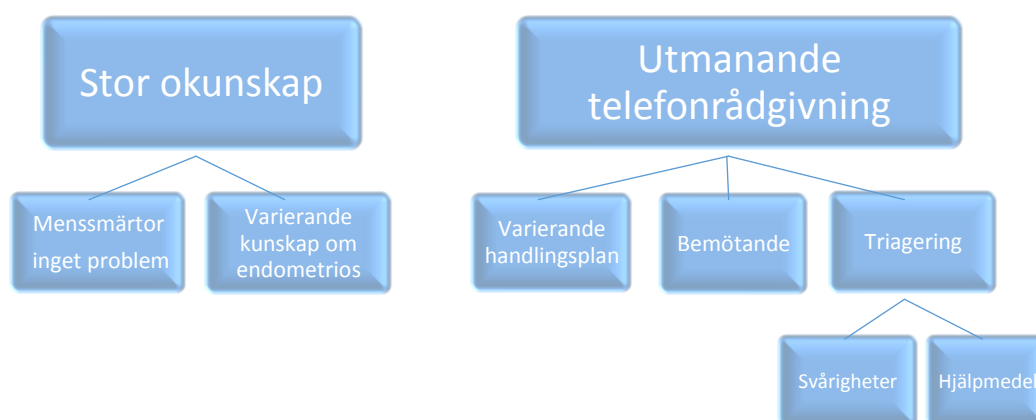 Stor okunskap
Utmanande
telefonrådgivning
Menssmärtor
inget problem
Varierande
kunskap om
endometrios
Varierande
handlingsplan
Bemötande
Triagering
Svårigheter
Hjälpmedel